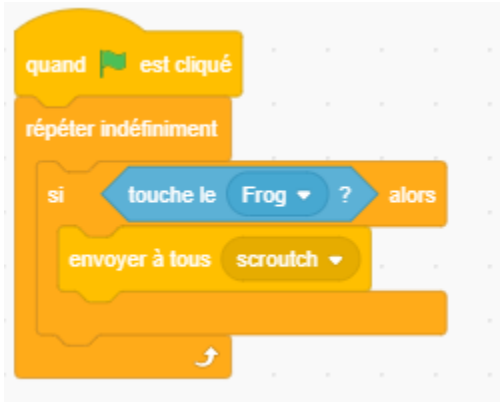 quand est cliqué
répéter indéfiniment
si touche le Frog ? alors
envoyer à tous scroutch